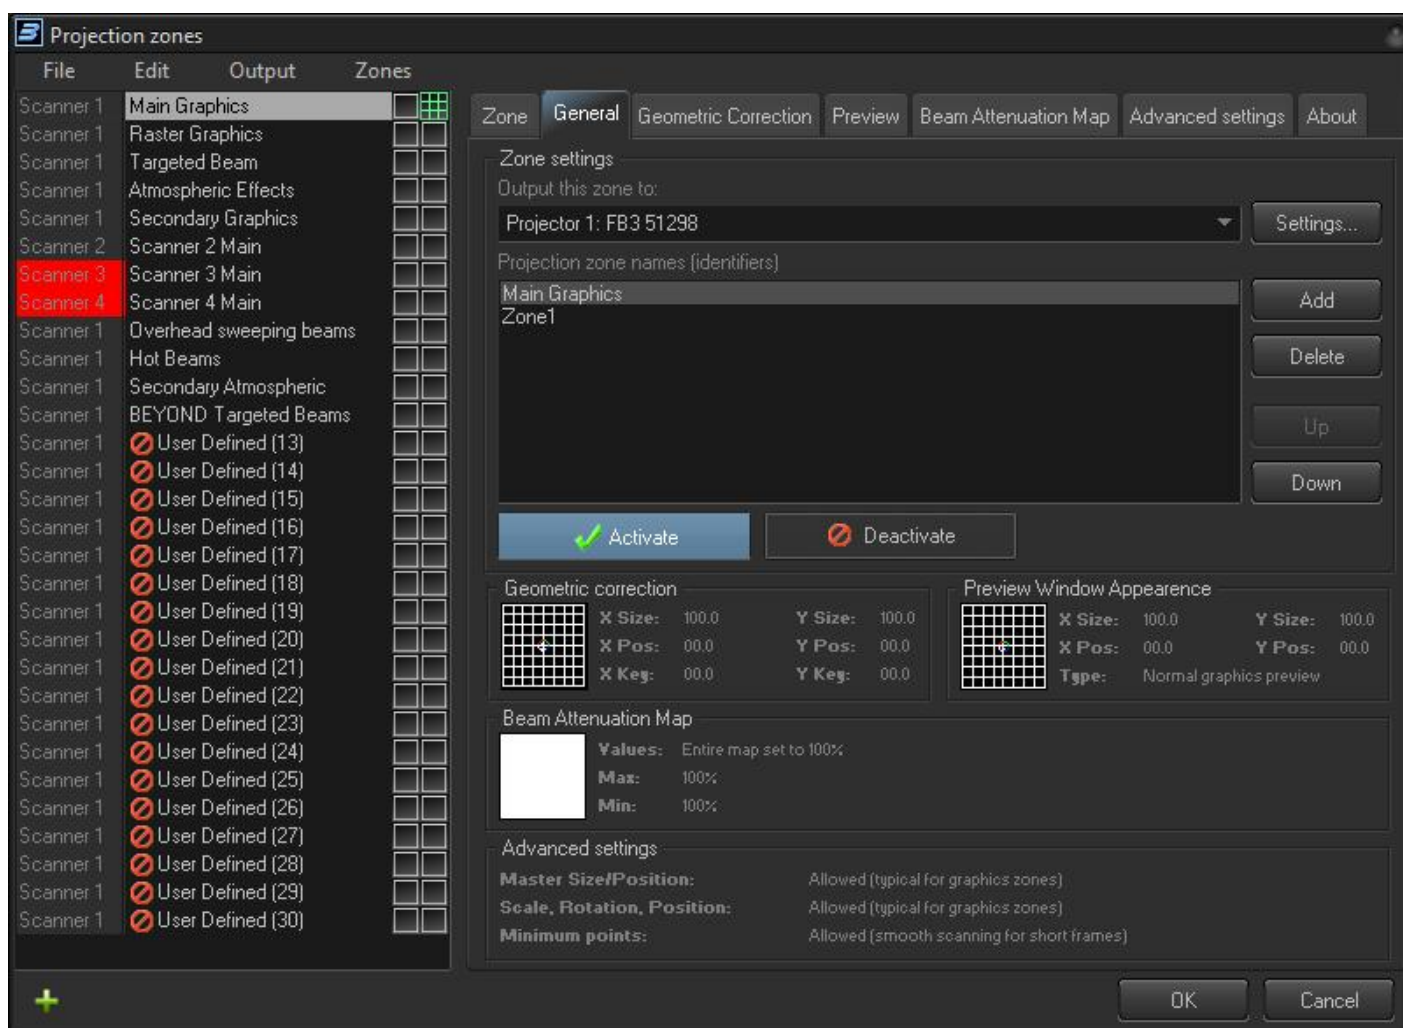 Projection zones
File Edit Output Zones
Scanner 1 Main Graphics
Scanner 1 Raster Graphics
Scanner 1 Targeted Beam
Scanner 1 Atmospheric Effects
Scanner 1 Secondary Graphics
Scanner 2 Scanner 2 Main
Scanner 3 Scanner 3 Main
Scanner 4 Scanner 4 Main
Scanner 1 Overhead sweeping beams
Scanner 1 Hot Beams
Scanner 1 Secondary Atmospheric
Scanner 1 BEYOND Targeted Beams
Scanner 1 User Defined (13)
Scanner 1 User Defined (14)
Scanner 1 User Defined (15)
Scanner 1 User Defined (16)
Scanner 1 User Defined (17)
Scanner 1 User Defined (18)
Scanner 1 User Defined (19)
Scanner 1 User Defined (20)
Scanner 1 User Defined (21)
Scanner 1 User Defined (22)
Scanner 1 User Defined (23)
Scanner 1 User Defined (24)
Scanner 1 User Defined (25)
Scanner 1 User Defined (26)
Scanner 1 User Defined (27)
Scanner 1 User Defined (28)
Scanner 1 User Defined (29)
Scanner 1 User Defined (30)
Zone General Geometric Correction Preview Beam Attenuation Map Advanced settings About
Zone settings
Output this zone to:
Projector 1: FB3 51298 Settings...
Projection zone names (identifiers)
Main Graphics
Zone1
Add
Delete
Up
Down
Activate Deactivate
Geometric correction
X Size: 100.0 Y Size: 100.0
X Pos: 00.0 Y Pos: 00.0
X Key: 00.0 Y Key: 00.0
Preview Window Appearence
X Size: 100.0 Y Size: 100.0
X Pos: 00.0 Y Pos: 00.0
Type: Normal graphics preview
Beam Attenuation Map
Values: Entire map set to 100%
Max: 100%
Min: 100%
Advanced settings
Master Size/Position: Allowed (typical for graphics zones)
Scale, Rotation, Position: Allowed (typical for graphics zones)
Minimum points: Allowed (smooth scanning for short frames)
OK Cancel